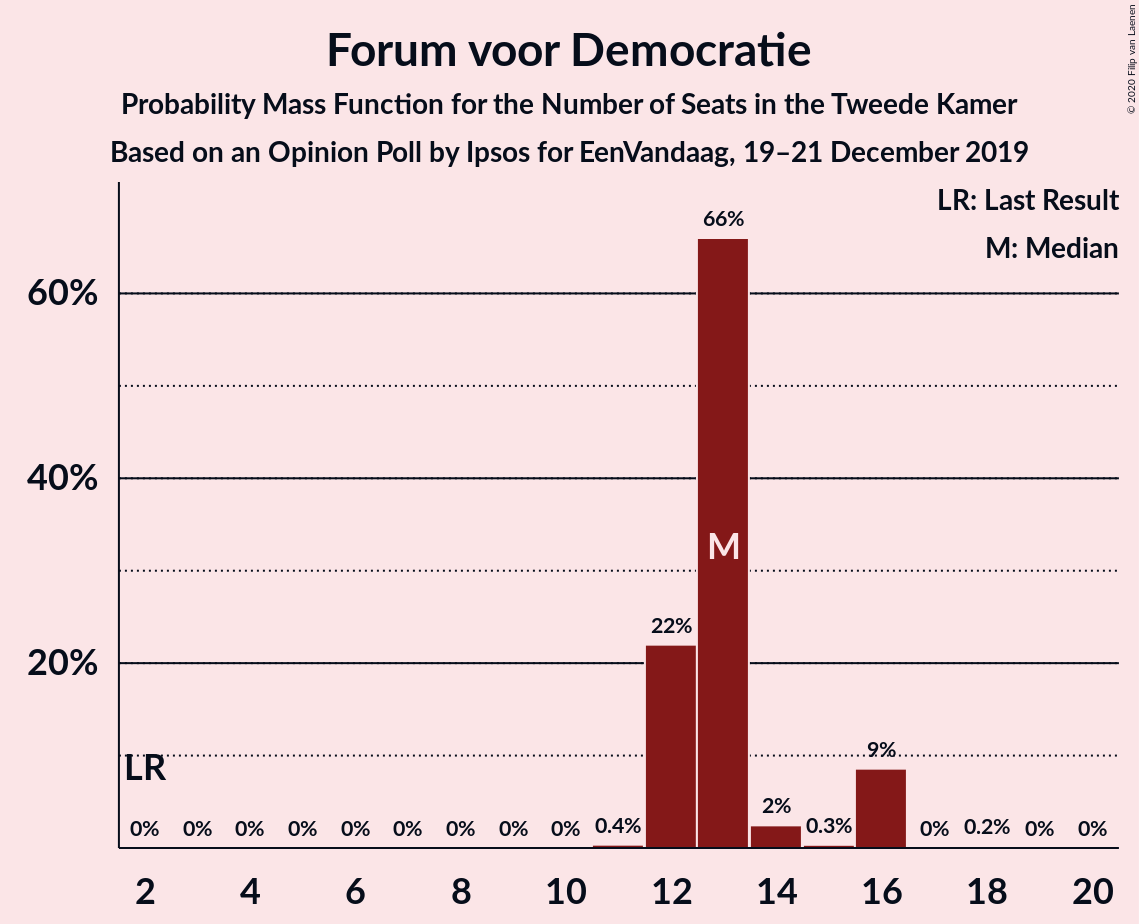 Forum voor Democratie
Probability Mass Function for the Number of Seats in the Tweede Kamer
Based on an Opinion Poll by Ipsos for EenVandaag, 19–21 December 2019
© 2020 Filip van Laenen
LR: Last Result
M: Median
66%
60%
40%
M
22%
20%
LR
9%
2%
0% 0% 0% 0% 0% 0% 0% 0% 0% 0.4% 0.3% 0% 0.2% 0% 0%
2 4 6 8 10 12 14 16 18 20